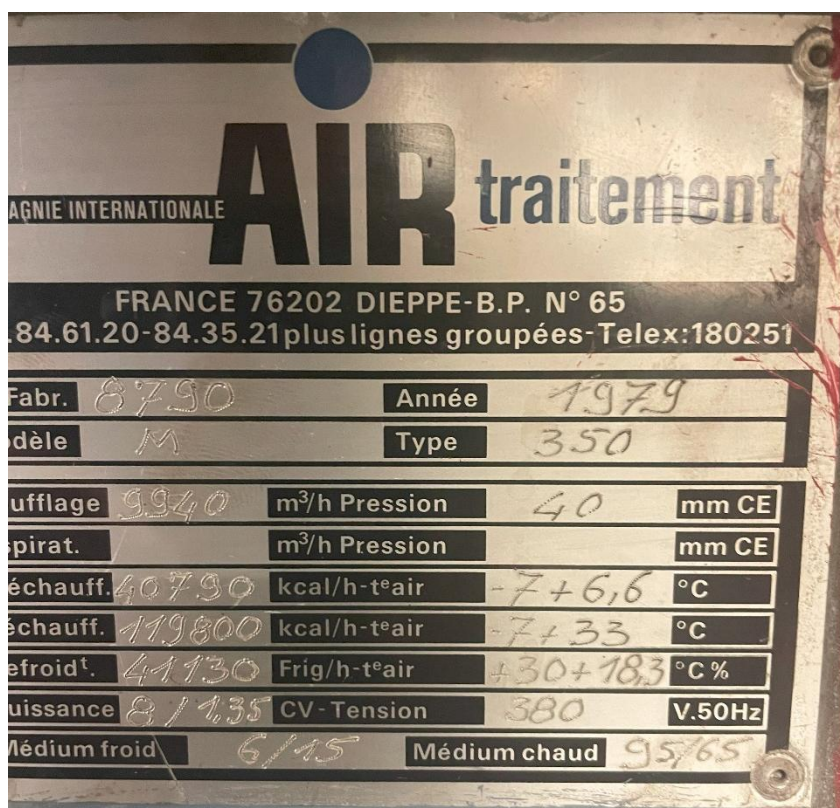 AGNIE INTERNATIONALE AIR traitement
FRANCE 76202 DIEPPE-B.P. N° 65
.84.61.20-84.35.21 plus lignes groupées-Telex:180251
Fabr. 8790 Année 1979
dèle M Type 350
ufflage 9940 m³/h Pression 40 mm CE
spirat. m³/h Pression mm CE
échauff. 40790 kcal/h-tᵉair -7+6,6 °C
échauff. 119800 kcal/h-tᵉair -7+33 °C
efroidᵗ. 41130 Frig/h-tᵉair +30+18,3 °C%
uissance 8/1,35 CV-Tension 380 V.50Hz
Médium froid 6/15 Médium chaud 95/65